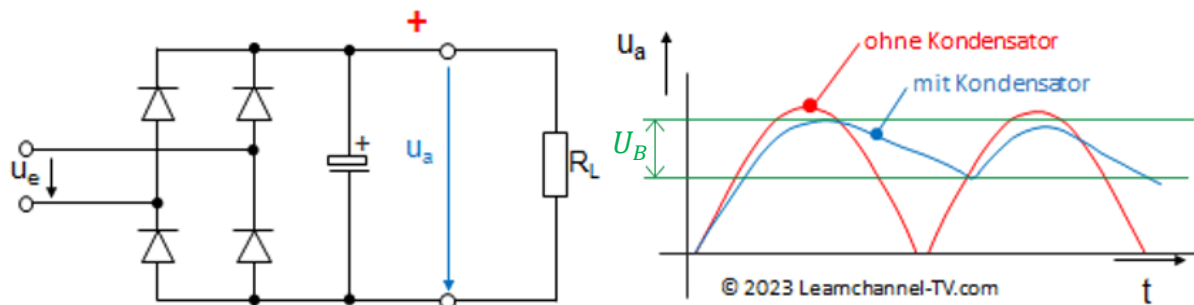 +
+
u_e
u_a
R_L
u_a
ohne Kondensator
mit Kondensator
U_B
© 2023 Learnchannel-TV.com
t